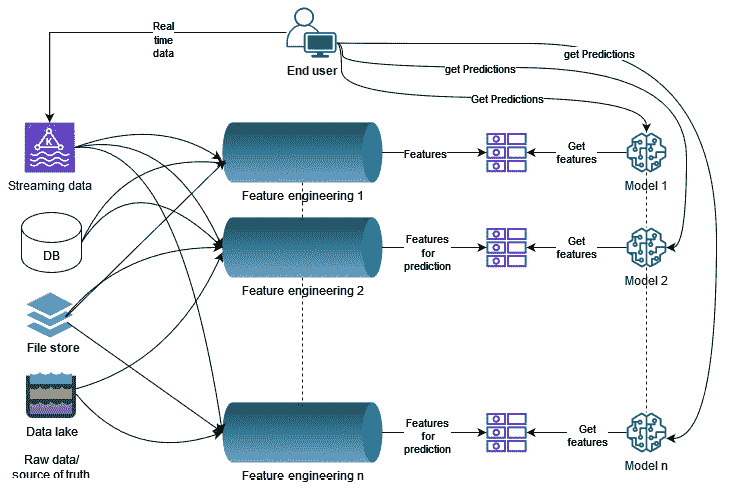 Real
time
data
End user
get Predictions
get Predictions
Get Predictions
K
Streaming data
Feature engineering 1
Features
Get
features
Model 1
DB
Feature engineering 2
Features
for
prediction
Get
features
Model 2
File store
Data lake
Feature engineering n
Features
for
prediction
Get
features
Model n
Raw data/
source of truth